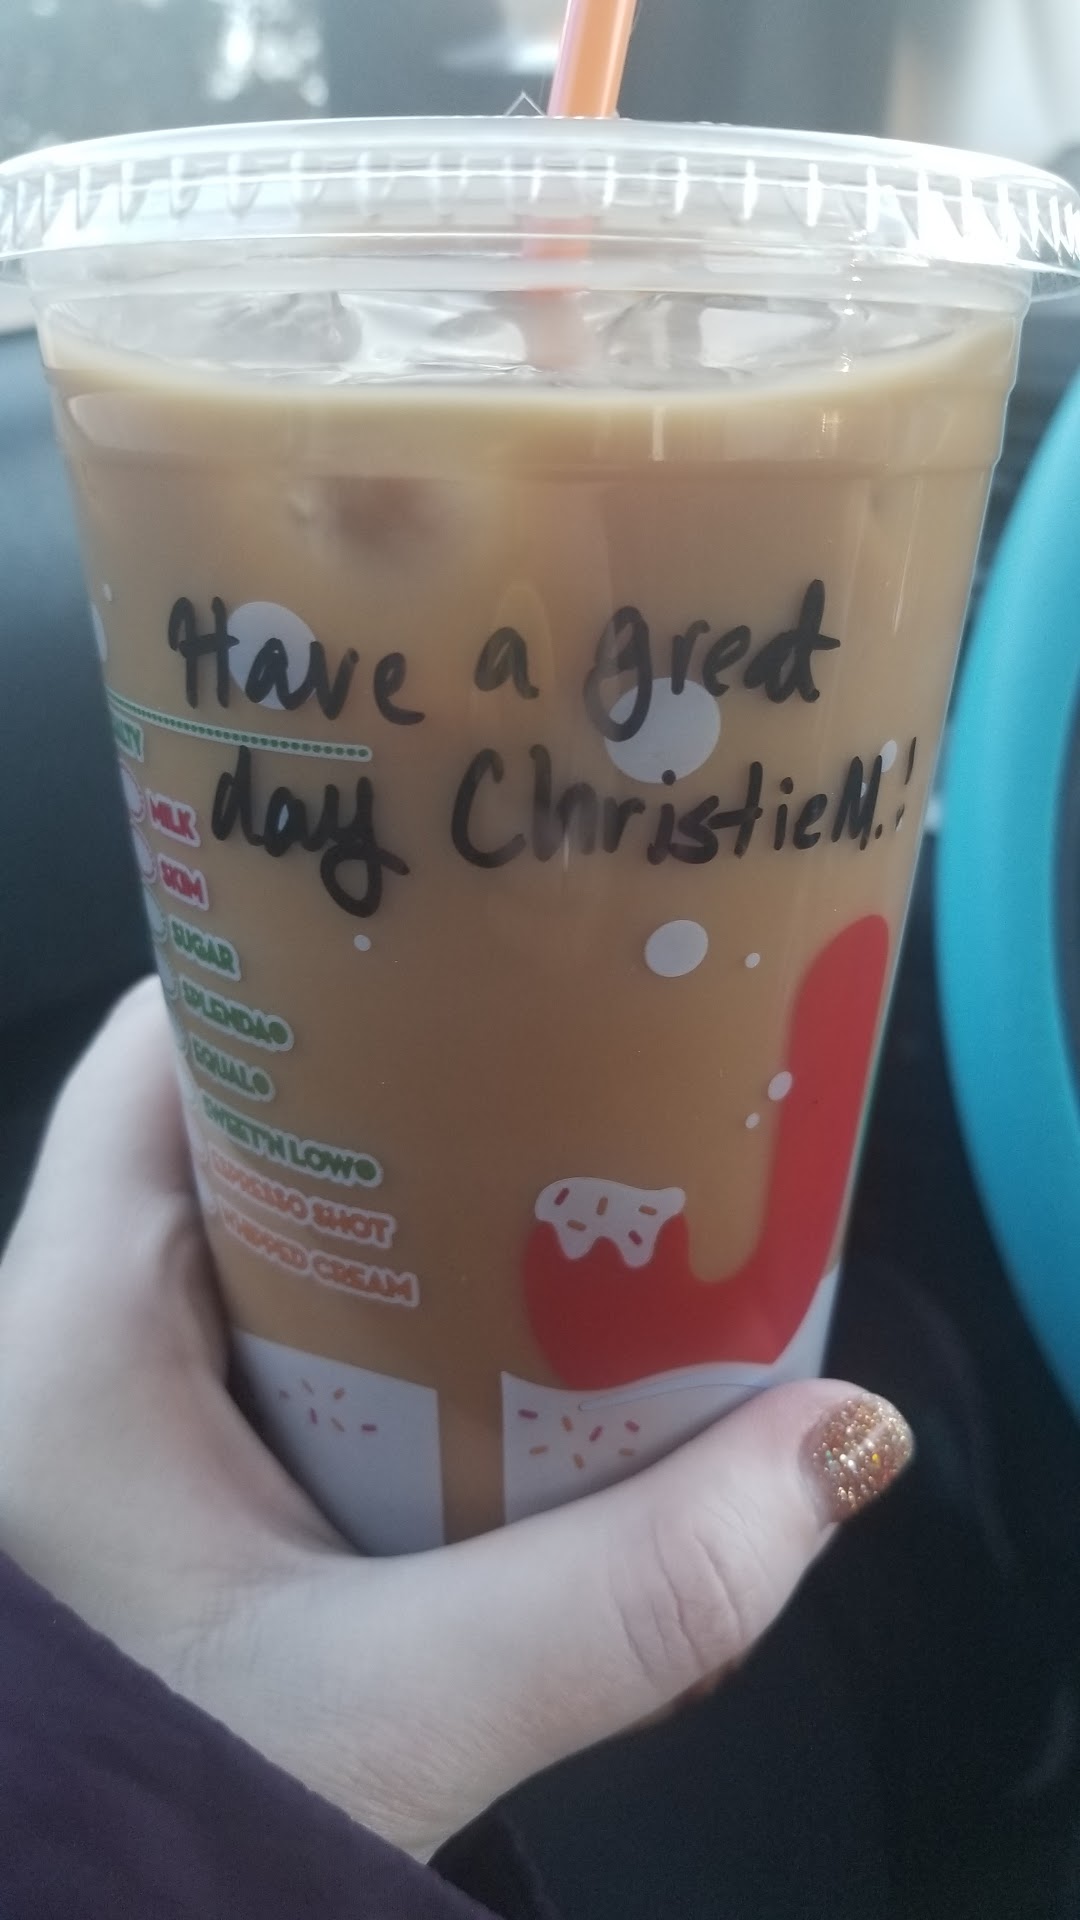 Have a great
day ChristieM.!
MILK
SKIM
SUGAR
SPLENDA®
EQUAL®
SWEET'N LOW®
ESPRESSO SHOT
WHIPPED CREAM